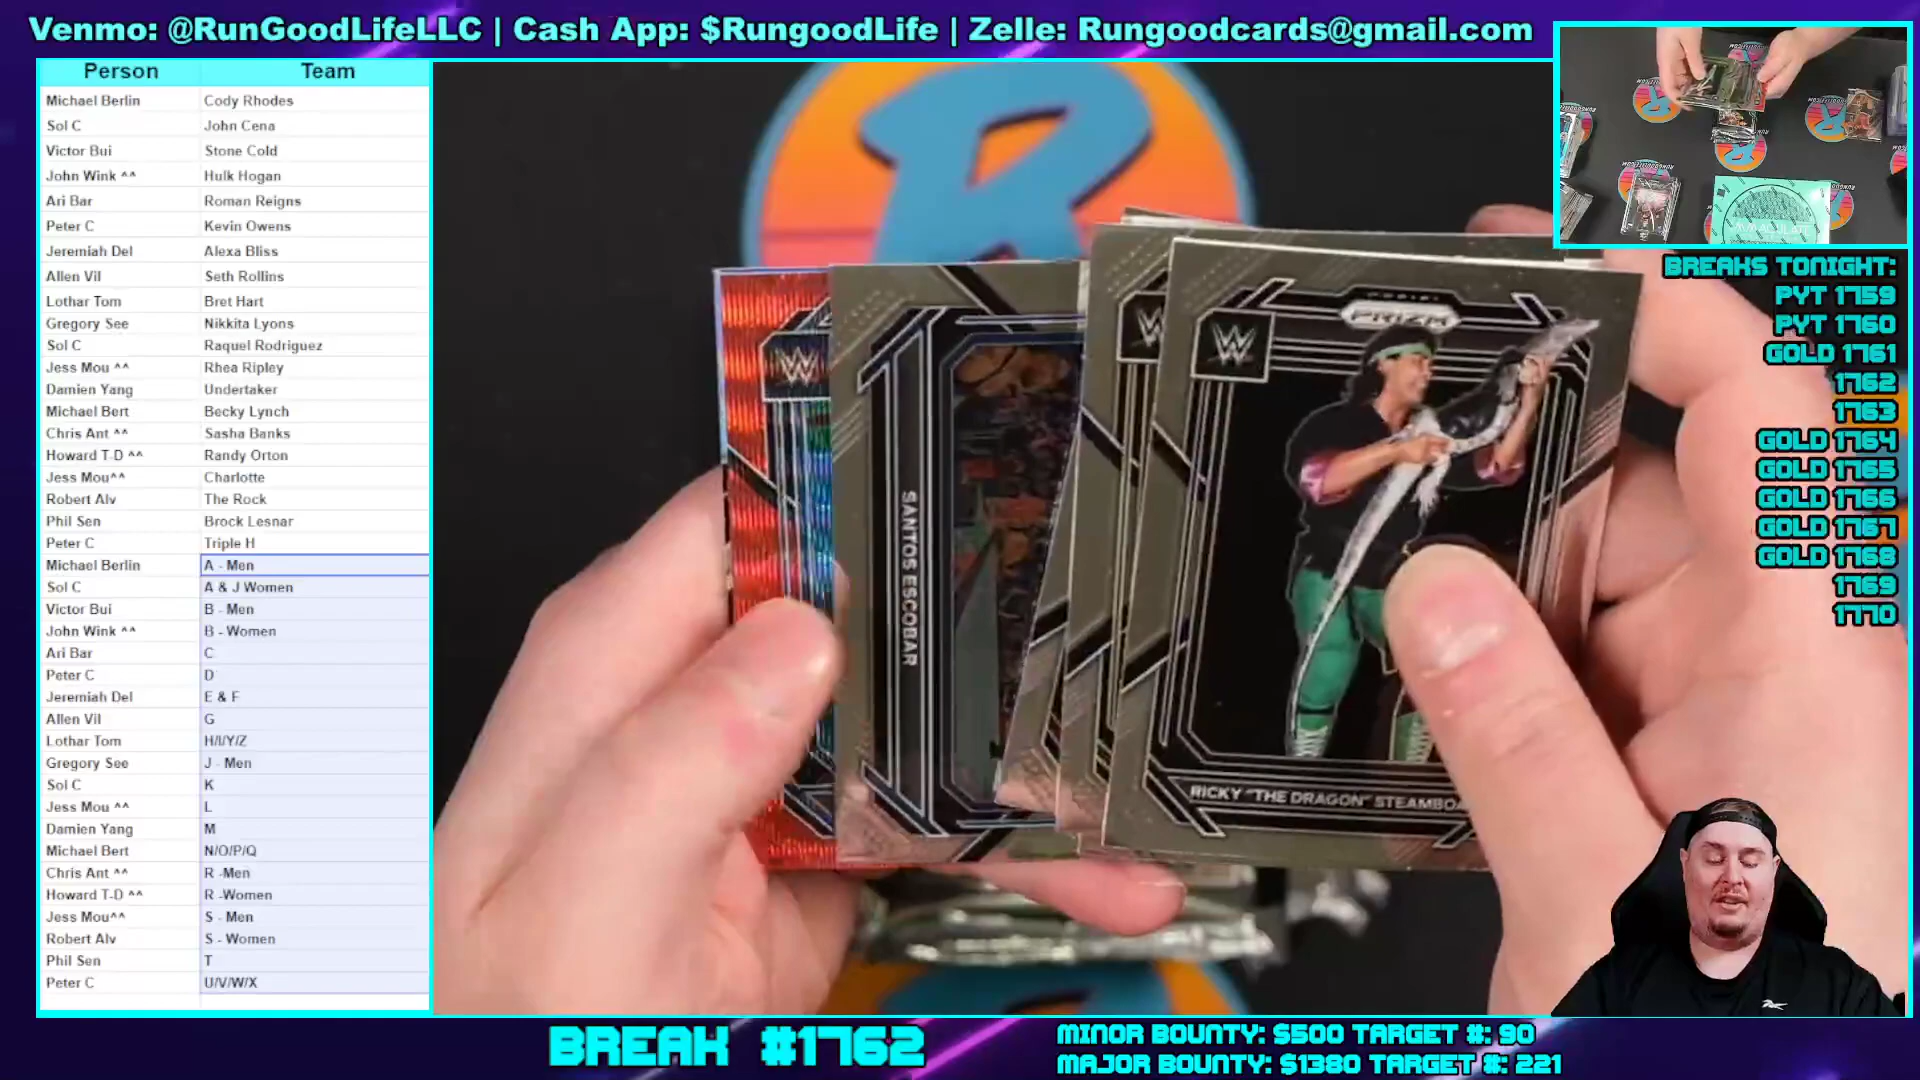 Venmo: @RunGoodLifeLLC | Cash App: $RungoodLife | Zelle: Rungoodcards@gmail.com
Person Team
Michael Berlin Cody Rhodes
Sol C John Cena
Victor Bui Stone Cold
John Wink ^^ Hulk Hogan
Ari Bar Roman Reigns
Peter C Kevin Owens
Jeremiah Del Alexa Bliss
Allen Vil Seth Rollins
Lothar Tom Bret Hart
Gregory See Nikkita Lyons
Sol C Raquel Rodriguez
Jess Mou ^^ Rhea Ripley
Damien Yang Undertaker
Michael Bert Becky Lynch
Chris Ant ^^ Sasha Banks
Howard T-D ^^ Randy Orton
Jess Mou^^ Charlotte
Robert Alv The Rock
Phil Sen Brock Lesnar
Peter C Triple H
Michael Berlin A - Men
Sol C A & J Women
Victor Bui B - Men
John Wink ^^ B - Women
Ari Bar C
Peter C D
Jeremiah Del E & F
Allen Vil G
Lothar Tom H/I/Y/Z
Gregory See J - Men
Sol C K
Jess Mou ^^ L
Damien Yang M
Michael Bert N/O/P/Q
Chris Ant ^^ R -Men
Howard T-D ^^ R -Women
Jess Mou^^ S - Men
Robert Alv S - Women
Phil Sen T
Peter C U/V/W/X
R
SANTOS ESCOBAR
PANINI
PRIZM
W
RICKY "THE DRAGON" STEAMBOA
IMMACULATE
BREAKS TONIGHT:
PYT 1759
PYT 1760
GOLD 1761
1762
1763
GOLD 1764
GOLD 1765
GOLD 1766
GOLD 1767
GOLD 1768
1769
1770
BREAK #1762
MINOR BOUNTY: $500 TARGET #: 90
MAJOR BOUNTY: $1380 TARGET #: 221